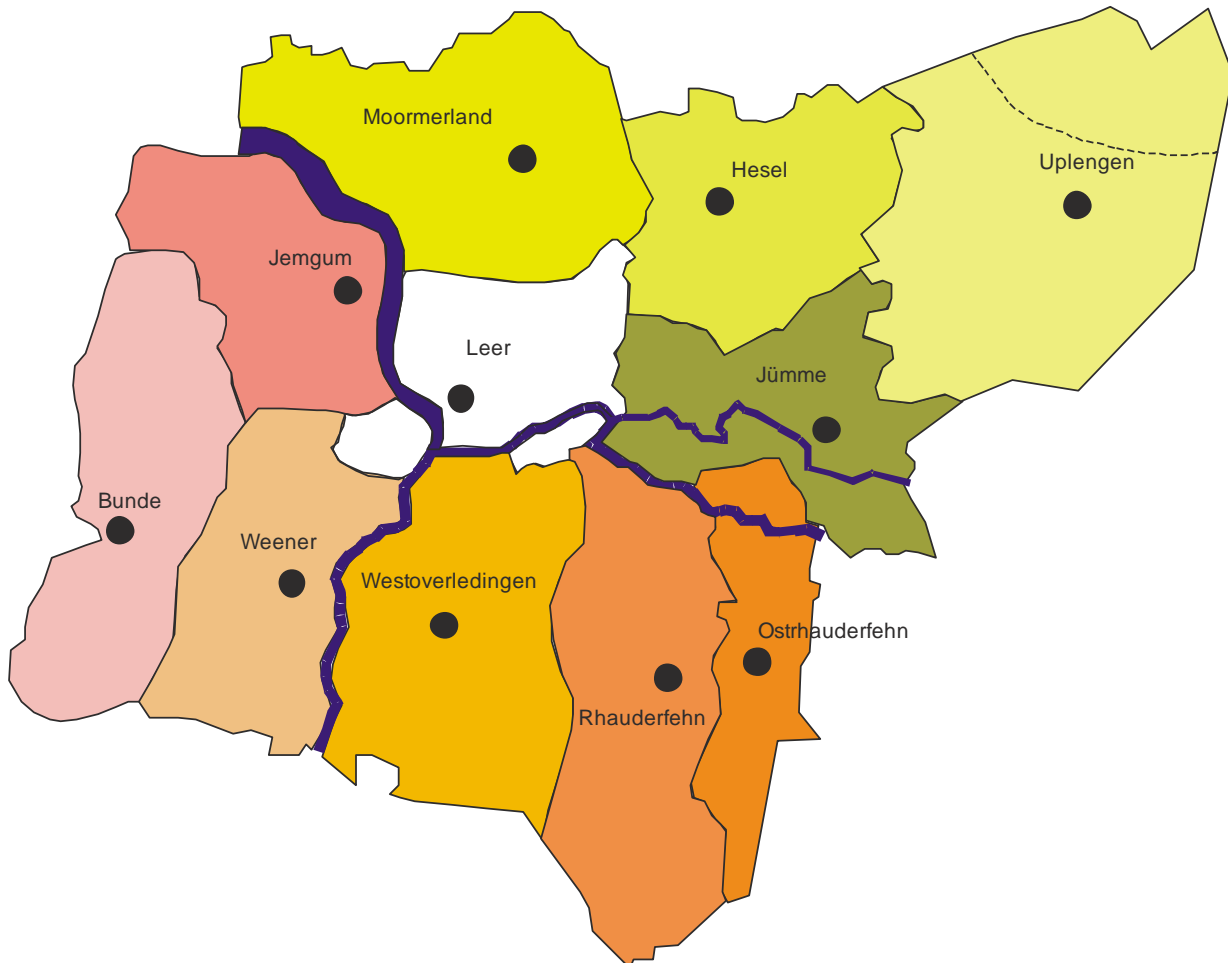 Moormerland
Hesel
Uplengen
Jemgum
Leer
Jümme
Bunde
Weener
Westoverledingen
Ostrhauderfehn
Rhauderfehn